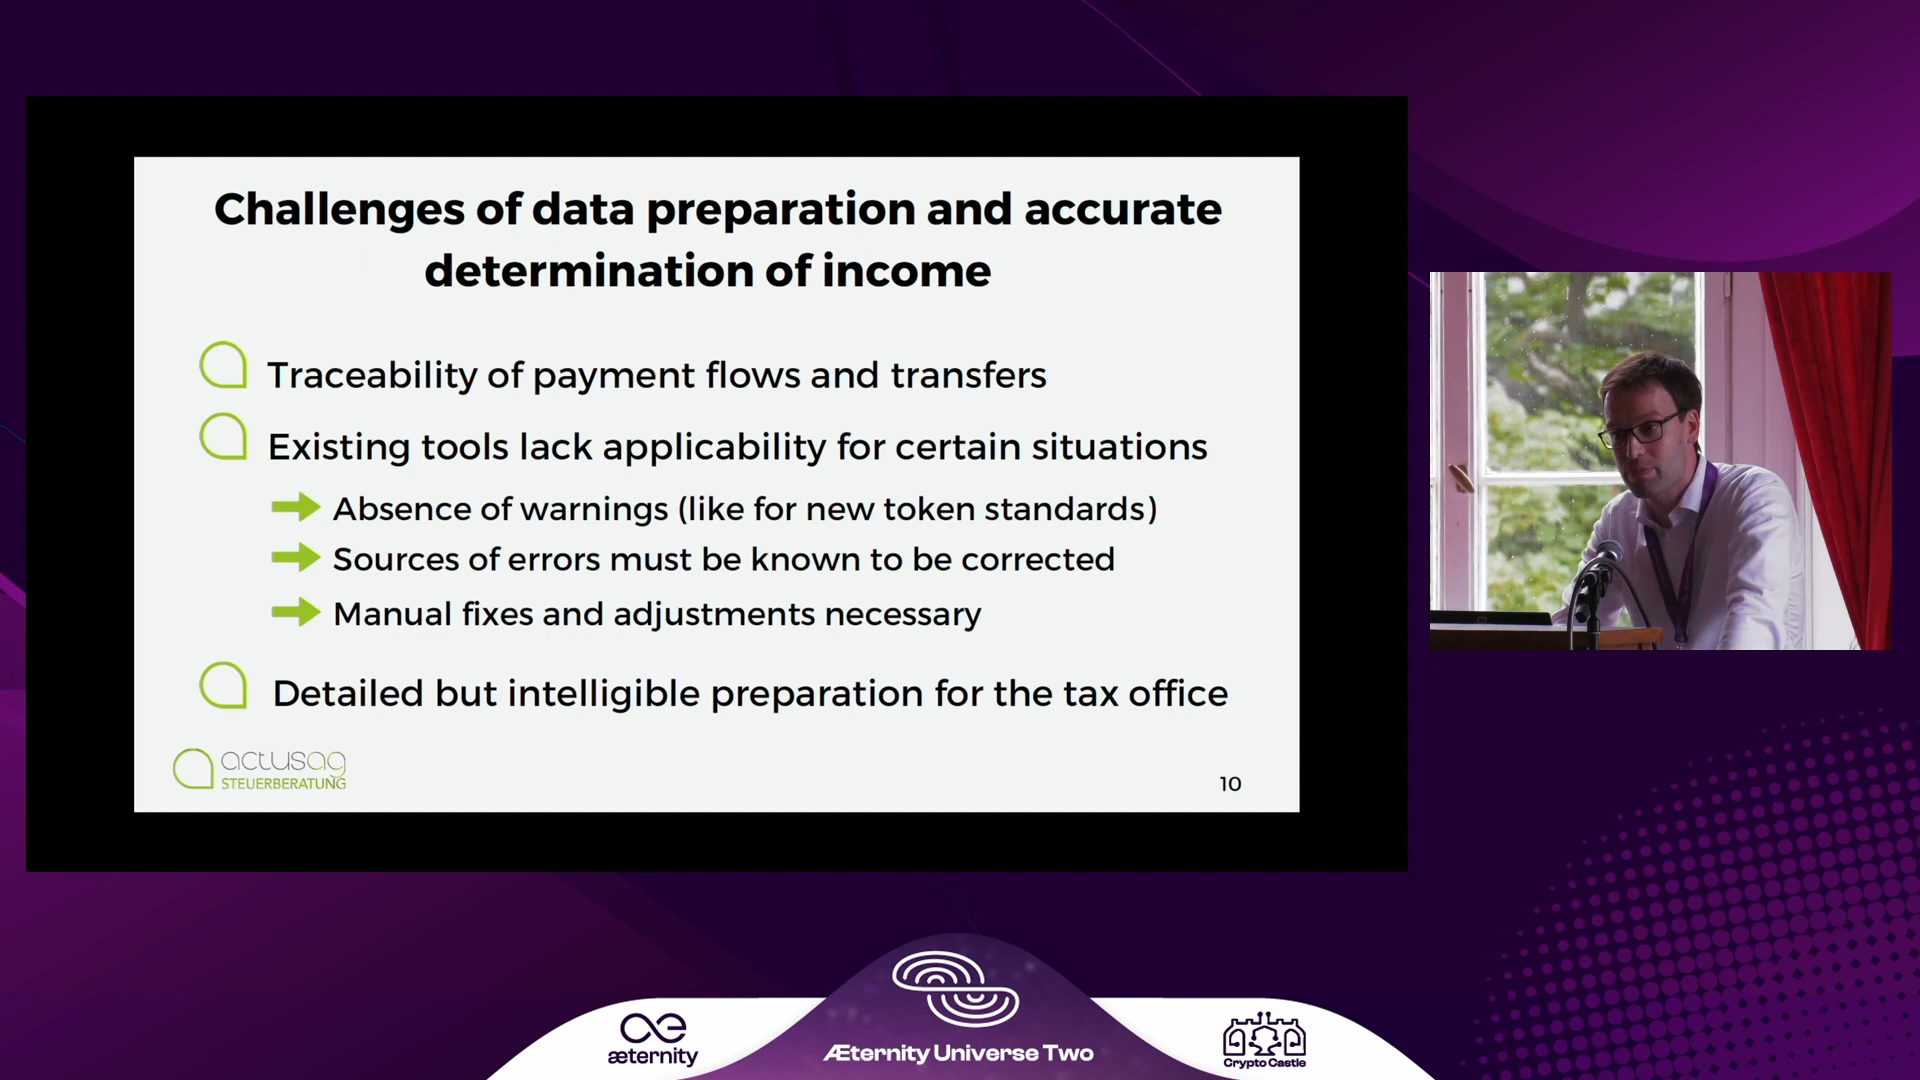 Challenges of data preparation and accurate
determination of income
Traceability of payment flows and transfers
Existing tools lack applicability for certain situations
Absence of warnings (like for new token standards)
Sources of errors must be known to be corrected
Manual fixes and adjustments necessary
Detailed but intelligible preparation for the tax office
actusag
STEUERBERATUNG
10
æternity
Æternity Universe Two
Crypto Castle